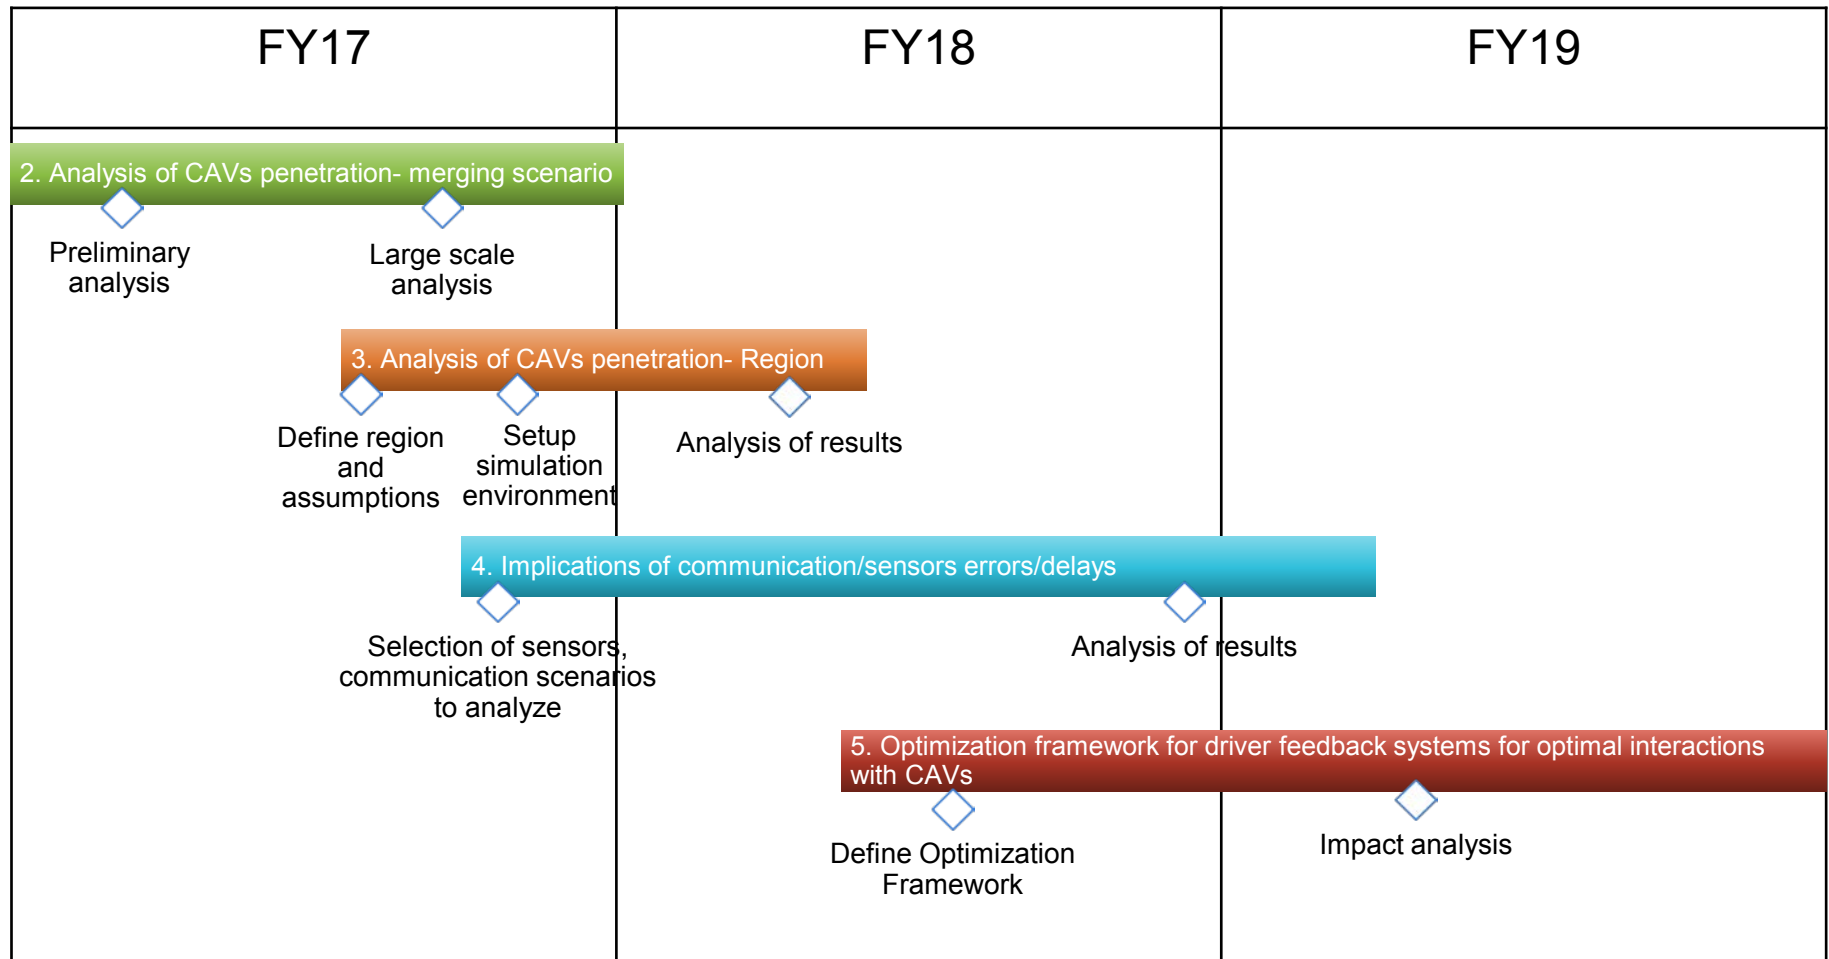 FY17
FY18
FY19
2. Analysis of CAVs penetration- merging scenario
Preliminary
analysis
Large scale
analysis
3. Analysis of CAVs penetration- Region
Define region
and
assumptions
Setup
simulation
environment
Analysis of results
4. Implications of communication/sensors errors/delays
Selection of sensors,
communication scenarios
to analyze
Analysis of results
5. Optimization framework for driver feedback systems for optimal interactions
with CAVs
Define Optimization
Framework
Impact analysis